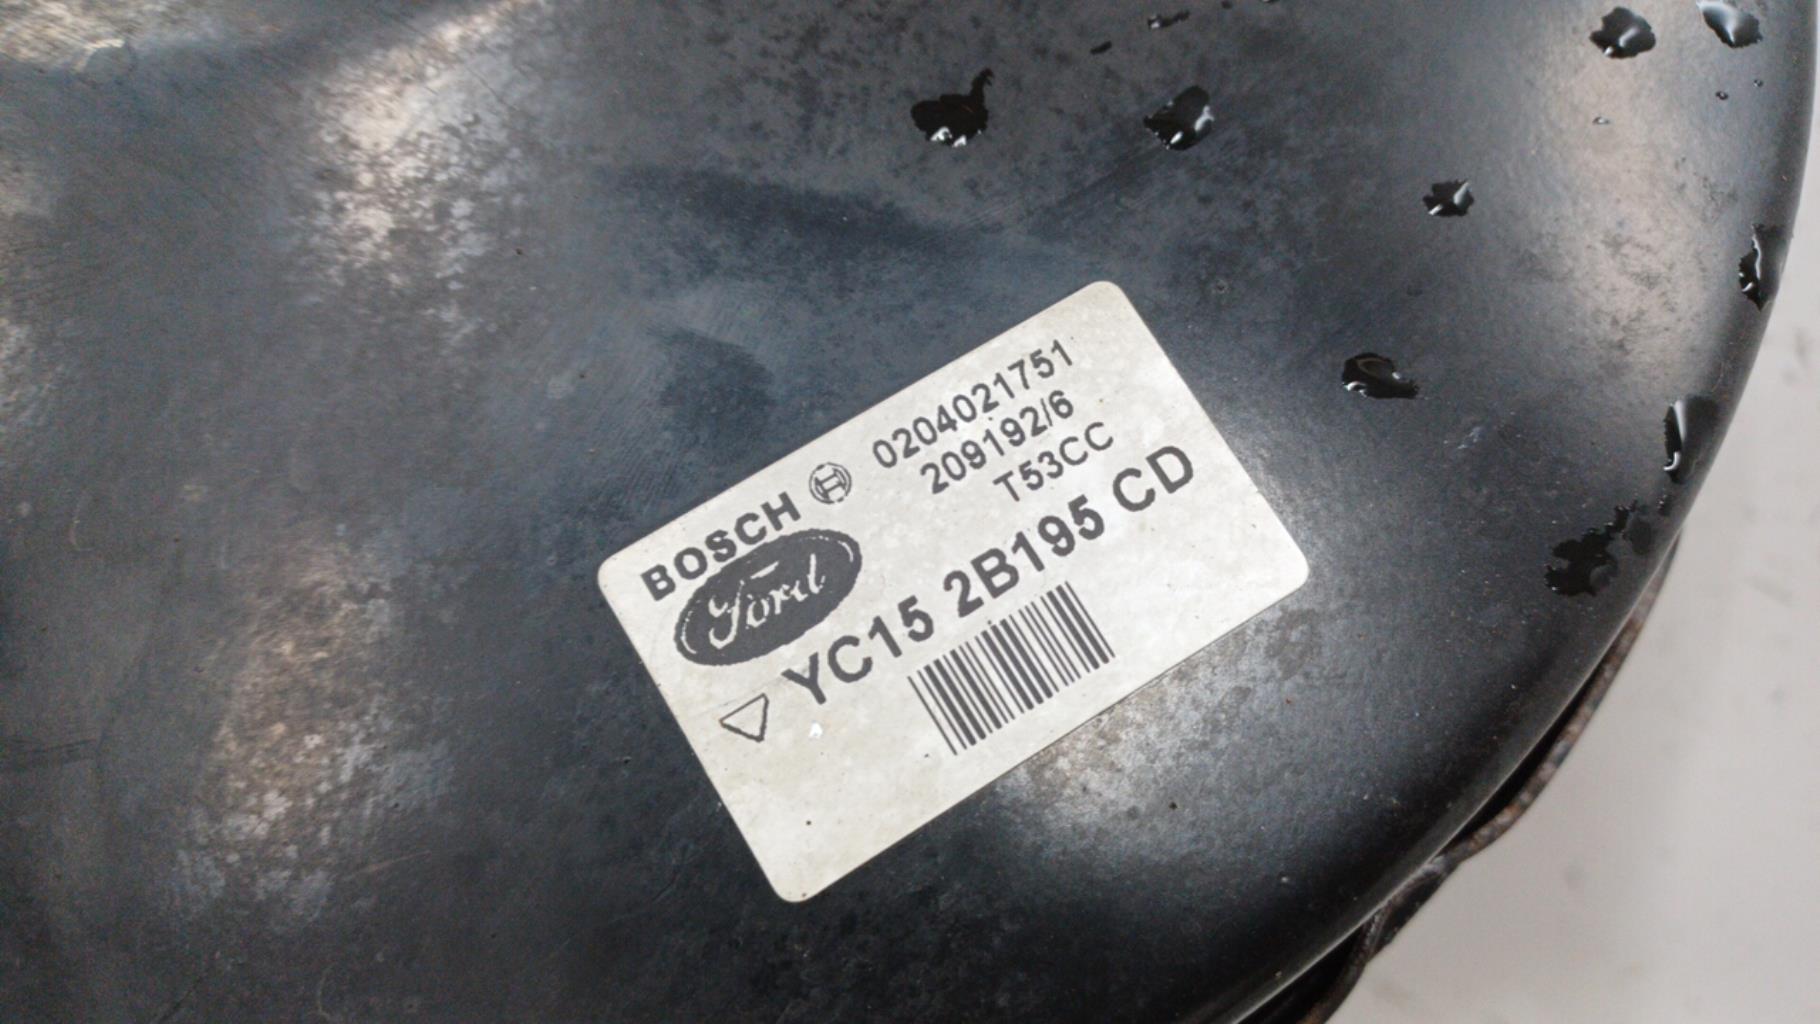 BOSCH
0204021751
209192/6
T53CC
Ford
YC15 2B195 CD